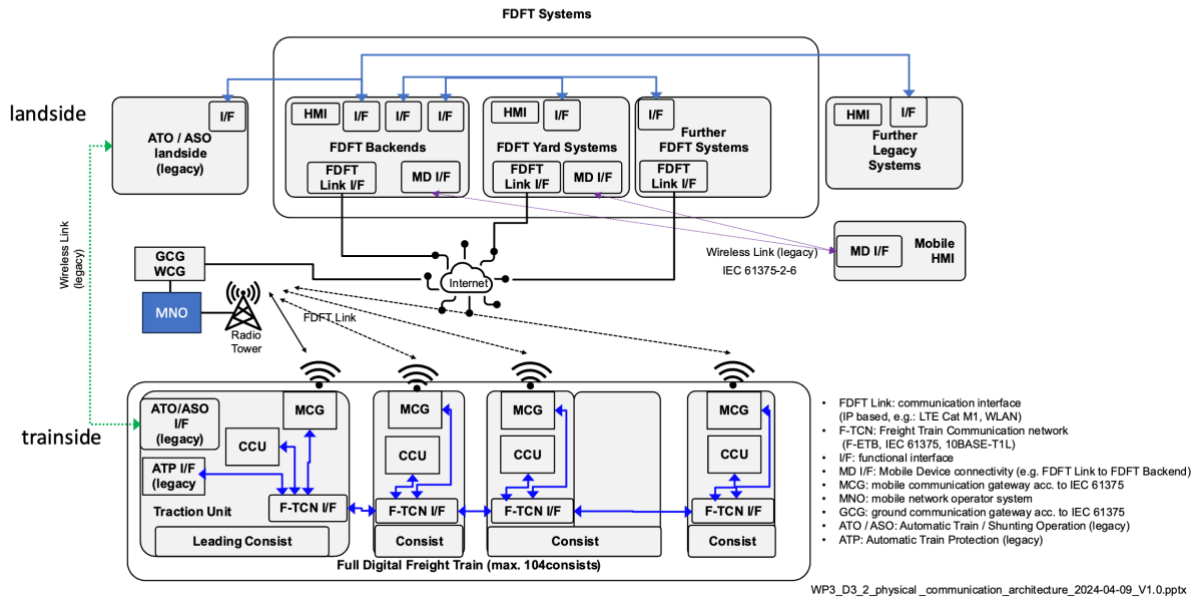 FDFT Systems
landside
I/F
ATO / ASO
landside
(legacy)
HMI
I/F
I/F
I/F
FDFT Backends
FDFT
Link I/F
MD I/F
HMI
I/F
FDFT Yard Systems
FDFT
Link I/F
MD I/F
I/F
Further
FDFT Systems
FDFT
Link I/F
HMI
I/F
Further
Legacy
Systems
MD I/F
Mobile
HMI
Wireless Link (legacy)
IEC 61375-2-6
Wireless Link
(legacy)
GCG
WCG
MNO
Radio
Tower
Internet
FDFT Link
trainside
ATO/ASO
I/F
(legacy)
MCG
CCU
ATP I/F
(legacy
Traction Unit
F-TCN I/F
Leading Consist
MCG
CCU
F-TCN I/F
Consist
MCG
CCU
F-TCN I/F
Consist
MCG
CCU
F-TCN I/F
Consist
Full Digital Freight Train (max. 104consists)
• FDFT Link: communication interface
(IP based, e.g.: LTE Cat M1, WLAN)
• F-TCN: Freight Train Communication network
(F-ETB, IEC 61375, 10BASE-T1L)
• I/F: functional interface
• MD I/F: Mobile Device connectivity (e.g. FDFT Link to FDFT Backend)
• MCG: mobile communication gateway acc. to IEC 61375
• MNO: mobile network operator system
• GCG: ground communication gateway acc. to IEC 61375
• ATO / ASO: Automatic Train / Shunting Operation (legacy)
• ATP: Automatic Train Protection (legacy)
WP3_D3_2_physical _communication_architecture_2024-04-09_V1.0.pptx